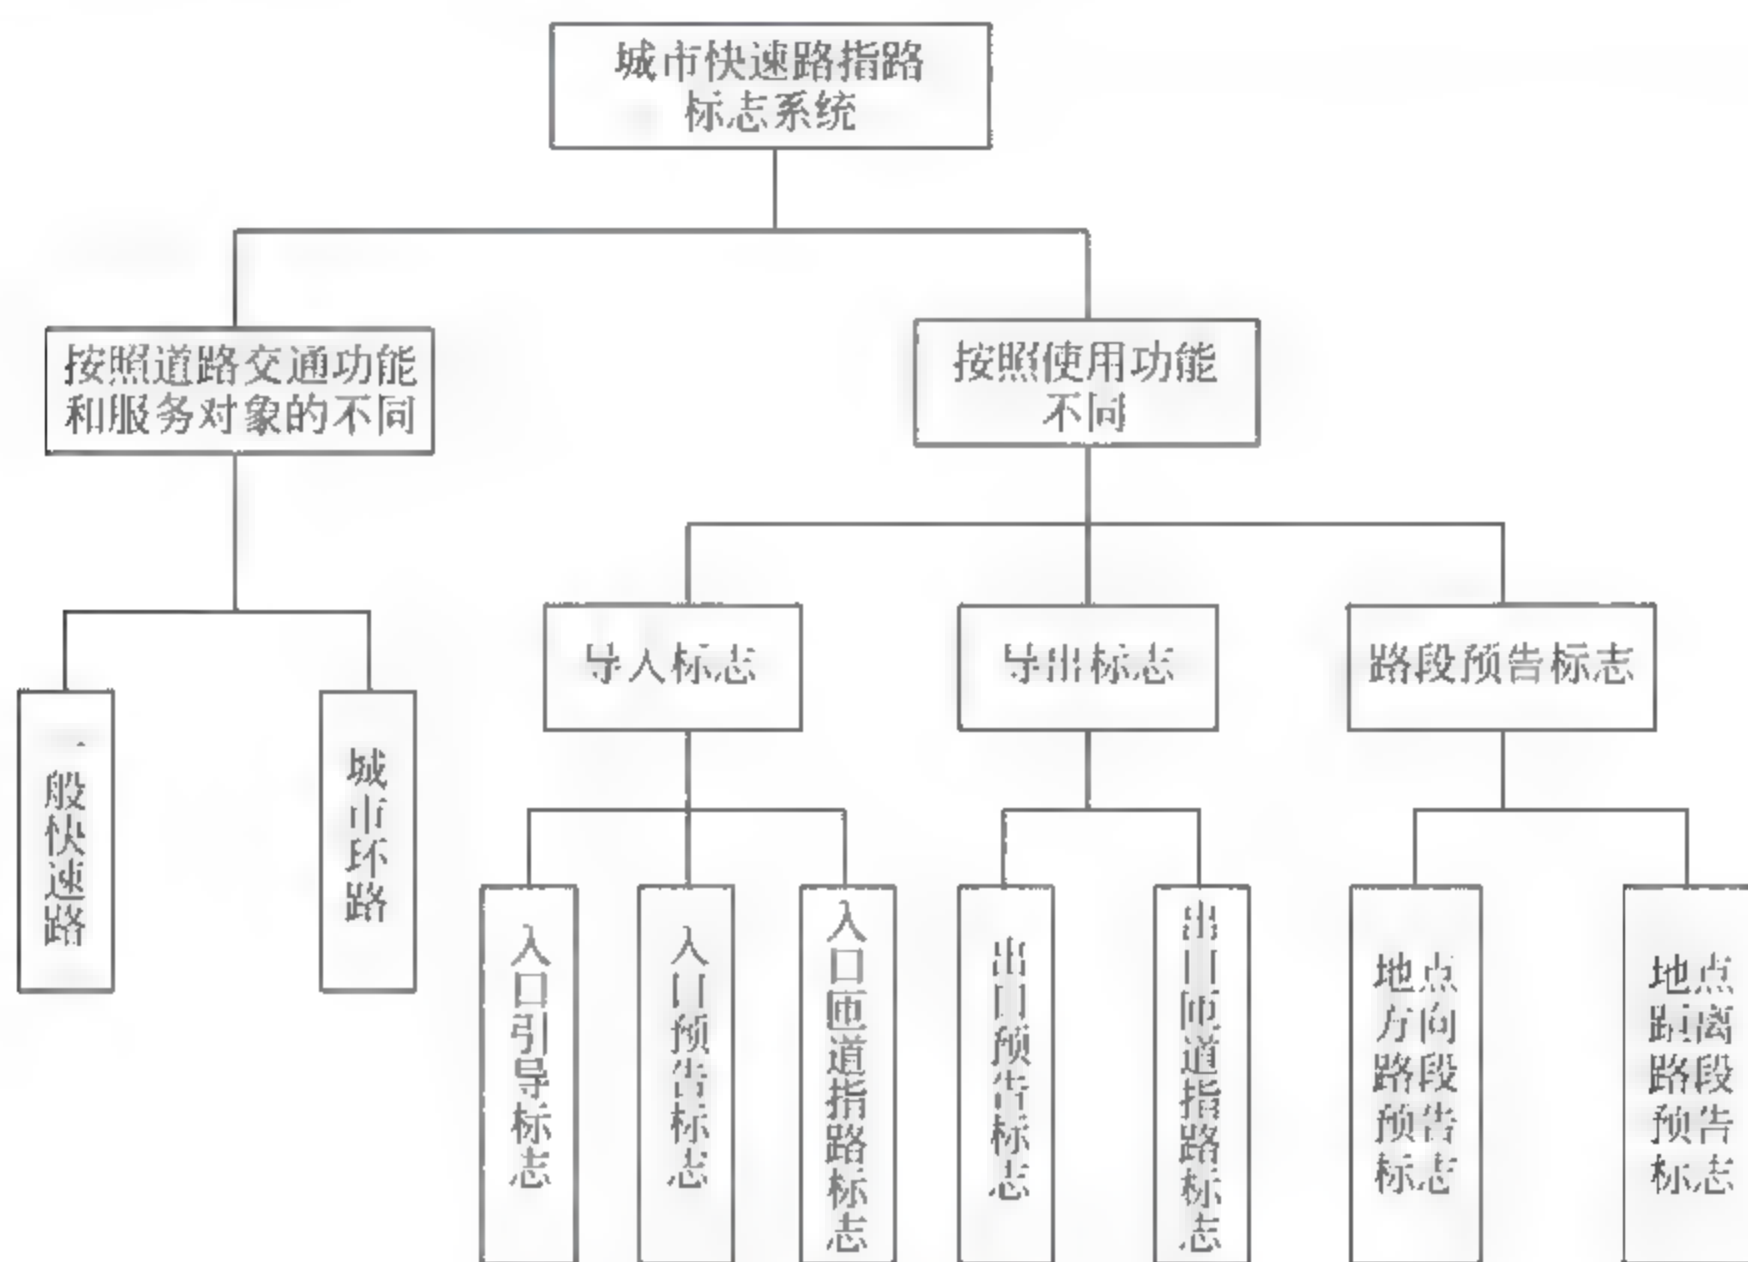 城市快速路指路
标志系统
按照道路交通功能
和服务对象的不同
按照使用功能
不同
导入标志
导出标志
路段预告标志
一般快速路
城市环路
入口引导标志
入口预告标志
入口匝道指路标志
出口预告标志
出口匝道指路标志
地点
方向
路段
预告
标志
地点
距离
路段
预告
标志